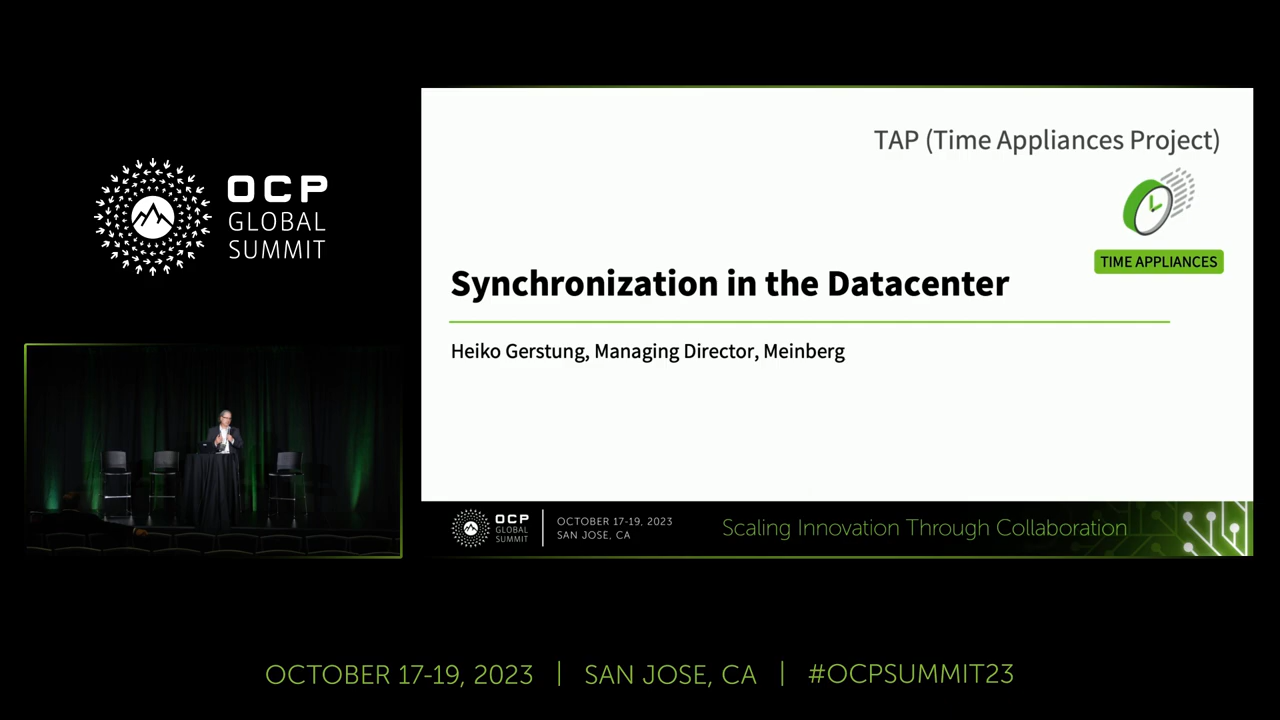 OCP
GLOBAL
SUMMIT
TAP (Time Appliances Project)
TIME APPLIANCES
Synchronization in the Datacenter
Heiko Gerstung, Managing Director, Meinberg
OCP
GLOBAL
SUMMIT
OCTOBER 17-19, 2023
SAN JOSE, CA
Scaling Innovation Through Collaboration
OCTOBER 17-19, 2023 | SAN JOSE, CA | #OCPSUMMIT23